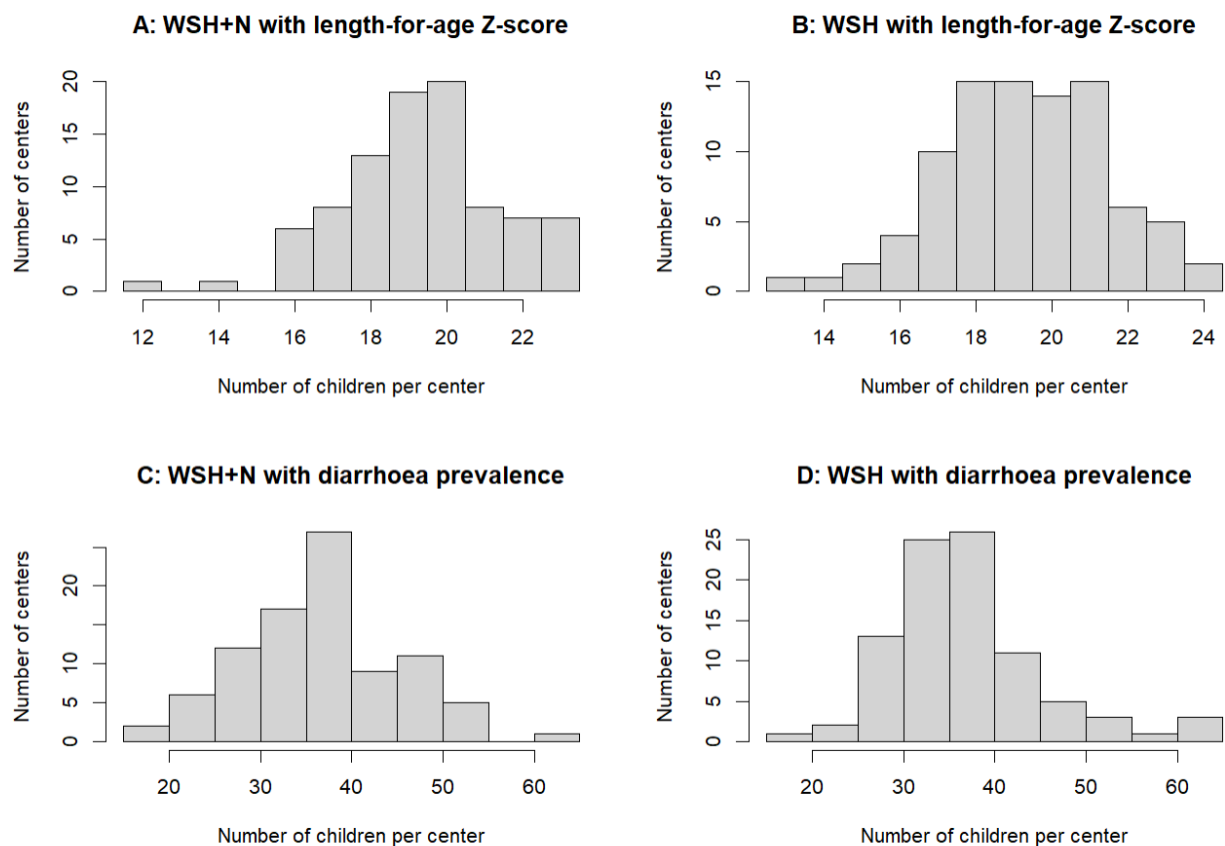 A: WSH+N with length-for-age Z-score
Number of centers
0 5 10 15 20
12 14 16 18 20 22
Number of children per center
B: WSH with length-for-age Z-score
Number of centers
0 5 10 15
14 16 18 20 22 24
Number of children per center
C: WSH+N with diarrhoea prevalence
Number of centers
0 5 10 20
20 30 40 50 60
Number of children per center
D: WSH with diarrhoea prevalence
Number of centers
0 5 10 15 20 25
20 30 40 50 60
Number of children per center